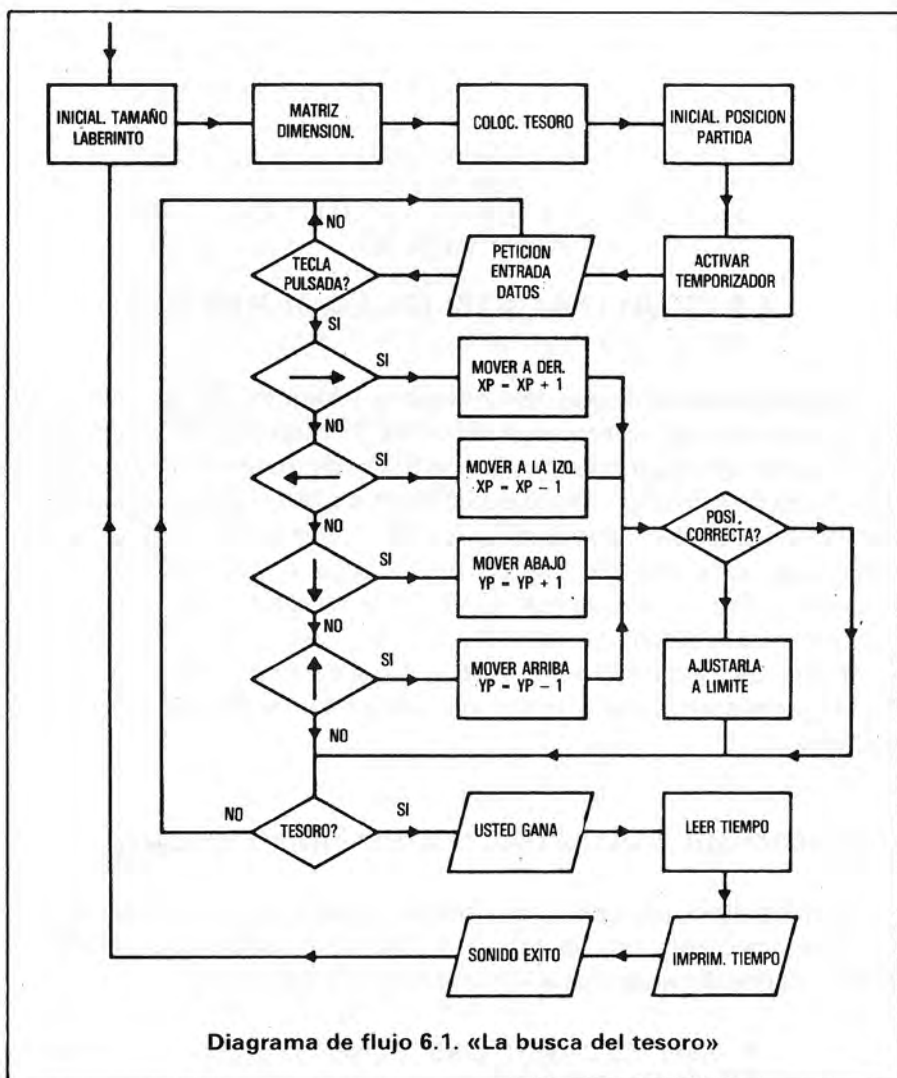 INICIAL. TAMAÑO
LABERINTO
MATRIZ
DIMENSION.
COLOC. TESORO
INICIAL. POSICION
PARTIDA
NO
TECLA
PULSADA?
PETICION
ENTRADA
DATOS
ACTIVAR
TEMPORIZADOR
SI
SI
MOVER A DER.
XP = XP + 1
NO
SI
MOVER A LA IZQ.
XP = XP - 1
POSI.
CORRECTA?
NO
SI
MOVER ABAJO
YP = YP + 1
NO
SI
MOVER ARRIBA
YP = YP - 1
AJUSTARLA
A LIMITE
NO
NO
TESORO?
SI
USTED GANA
LEER TIEMPO
SONIDO EXITO
IMPRIM. TIEMPO
Diagrama de flujo 6.1. «La busca del tesoro»